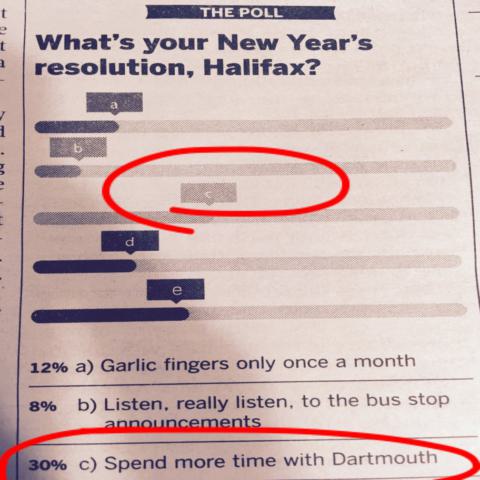 THE POLL
What's your New Year's
resolution, Halifax?
a
b
c
d
e
12% a) Garlic fingers only once a month
8% b) Listen, really listen, to the bus stop
announcements
30% c) Spend more time with Dartmouth